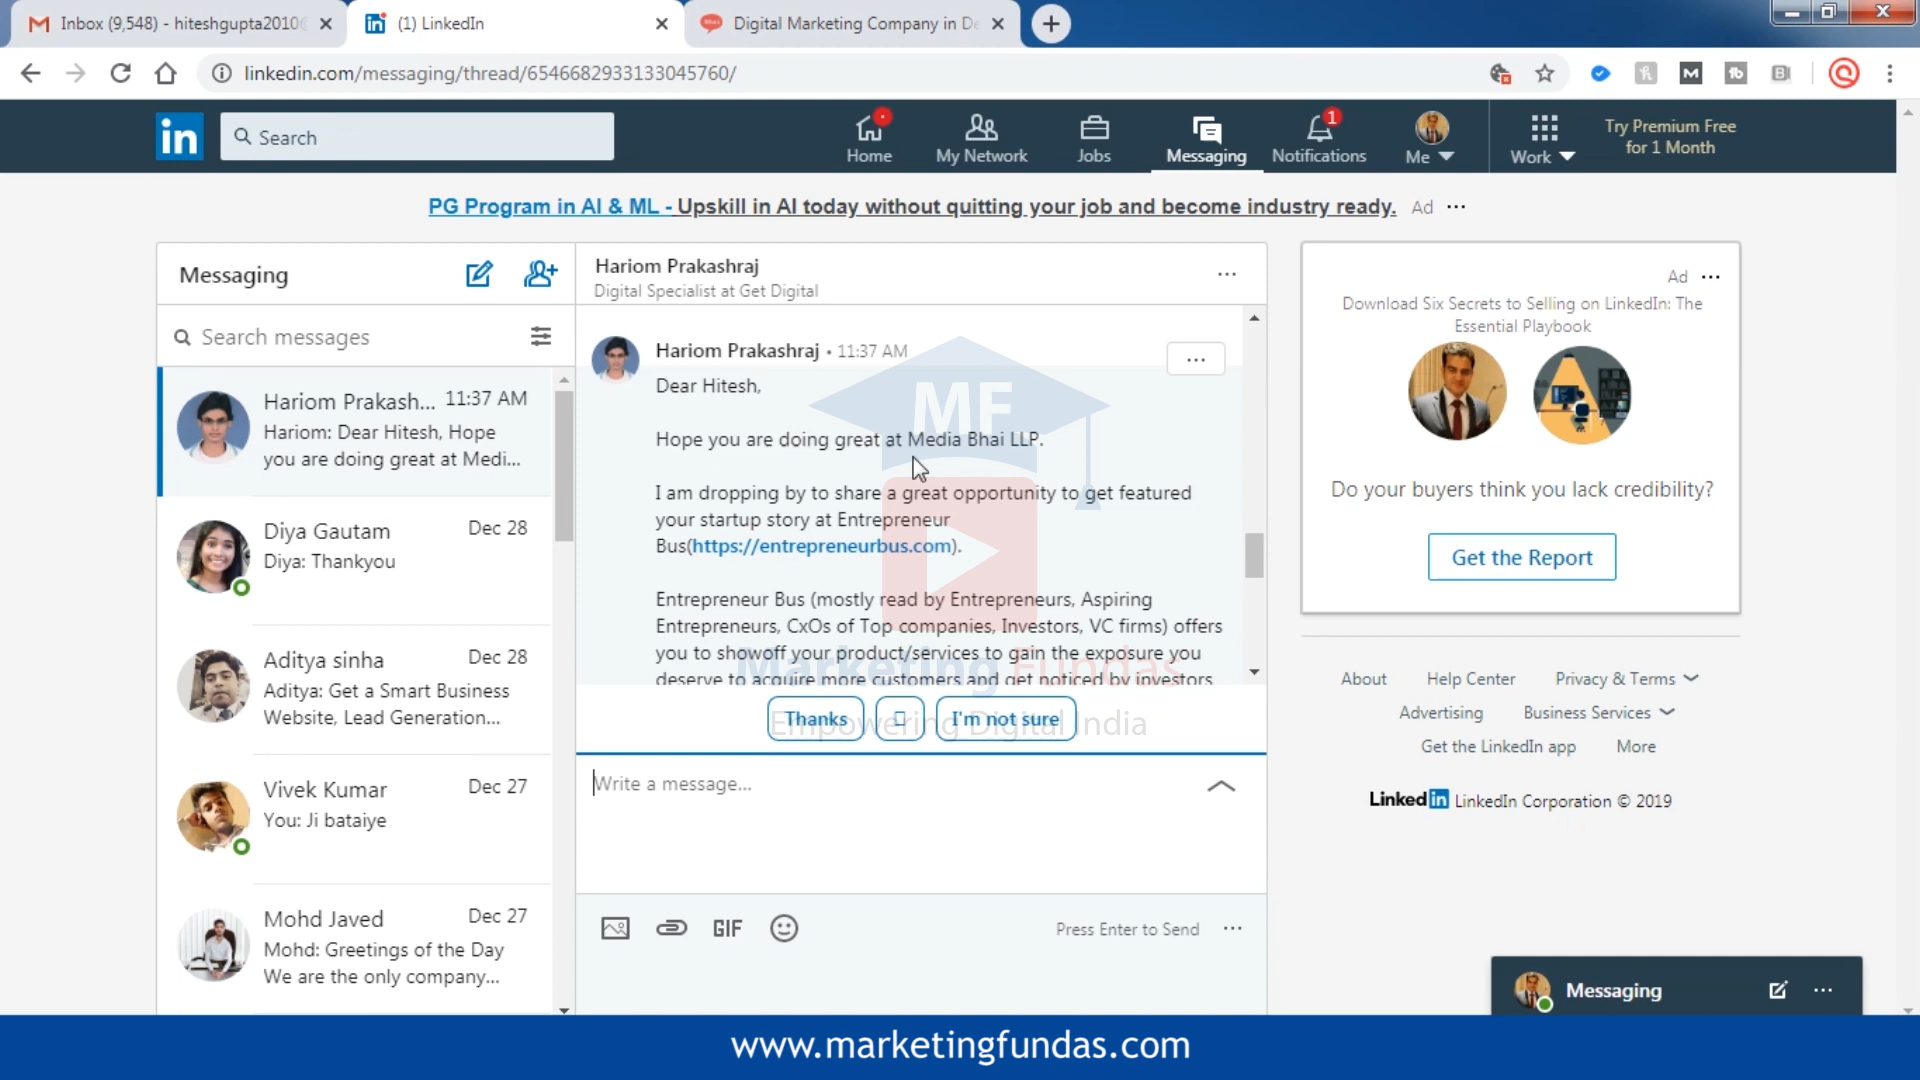 Inbox (9,548) - hiteshgupta2010
(1) LinkedIn
Digital Marketing Company in De
linkedin.com/messaging/thread/6546682933133045760/
in
Search
Home
My Network
Jobs
Messaging
1
Notifications
Me
Work
Try Premium Free
for 1 Month
PG Program in AI & ML - Upskill in AI today without quitting your job and become industry ready. Ad ...
Messaging
Search messages
Hariom Prakash... 11:37 AM
Hariom: Dear Hitesh, Hope
you are doing great at Medi...
Diya Gautam Dec 28
Diya: Thankyou
Aditya sinha Dec 28
Aditya: Get a Smart Business
Website, Lead Generation...
Vivek Kumar Dec 27
You: Ji bataiye
Mohd Javed Dec 27
Mohd: Greetings of the Day
We are the only company...
Hariom Prakashraj
Digital Specialist at Get Digital
Hariom Prakashraj • 11:37 AM
Dear Hitesh,
Hope you are doing great at Media Bhai LLP.
I am dropping by to share a great opportunity to get featured
your startup story at Entrepreneur
Bus(https://entrepreneurbus.com).
Entrepreneur Bus (mostly read by Entrepreneurs, Aspiring
Entrepreneurs, CxOs of Top companies, Investors, VC firms) offers
you to showoff your product/services to gain the exposure you
deserve to acquire more customers and get noticed by investors
MF
Marketing Fundas
Empowering Digital India
Thanks
I'm not sure
Write a message...
GIF
Press Enter to Send ...
Ad ...
Download Six Secrets to Selling on LinkedIn: The
Essential Playbook
Do your buyers think you lack credibility?
Get the Report
About Help Center Privacy & Terms
Advertising Business Services
Get the LinkedIn app More
Linked in LinkedIn Corporation © 2019
Messaging
www.marketingfundas.com